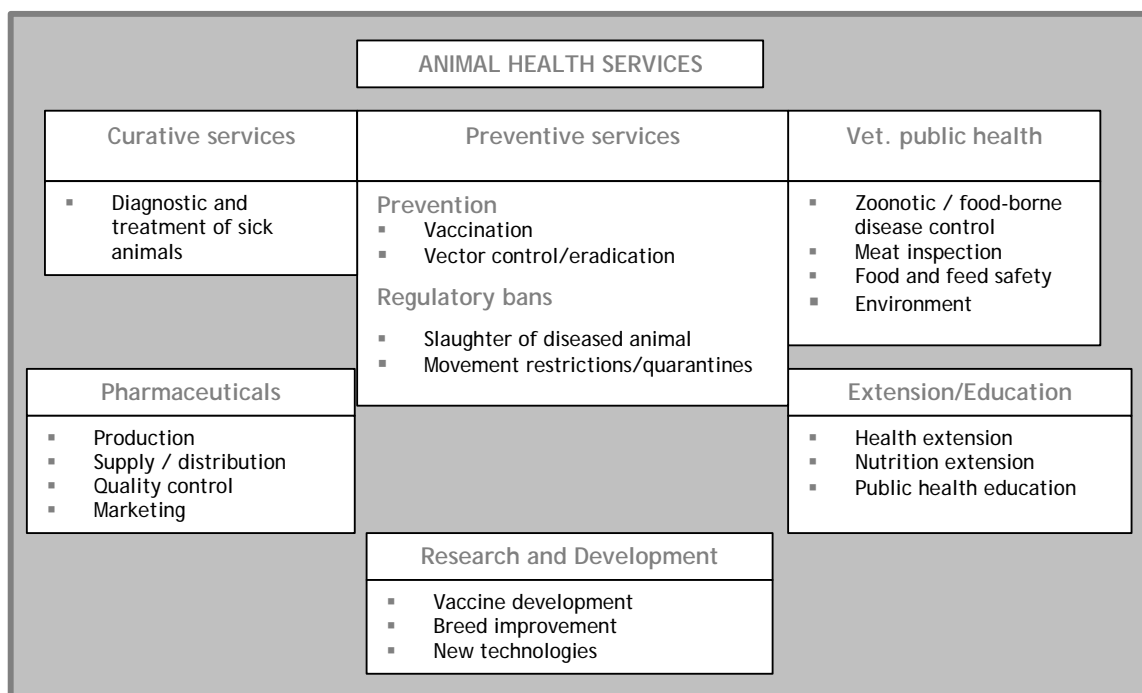 ANIMAL HEALTH SERVICES
Curative services
▪ Diagnostic and
treatment of sick
animals
Preventive services
Prevention
▪ Vaccination
▪ Vector control/eradication
Regulatory bans
▪ Slaughter of diseased animal
▪ Movement restrictions/quarantines
Vet. public health
▪ Zoonotic / food-borne
disease control
▪ Meat inspection
▪ Food and feed safety
▪ Environment
Pharmaceuticals
▪ Production
▪ Supply / distribution
▪ Quality control
▪ Marketing
Extension/Education
▪ Health extension
▪ Nutrition extension
▪ Public health education
Research and Development
▪ Vaccine development
▪ Breed improvement
▪ New technologies